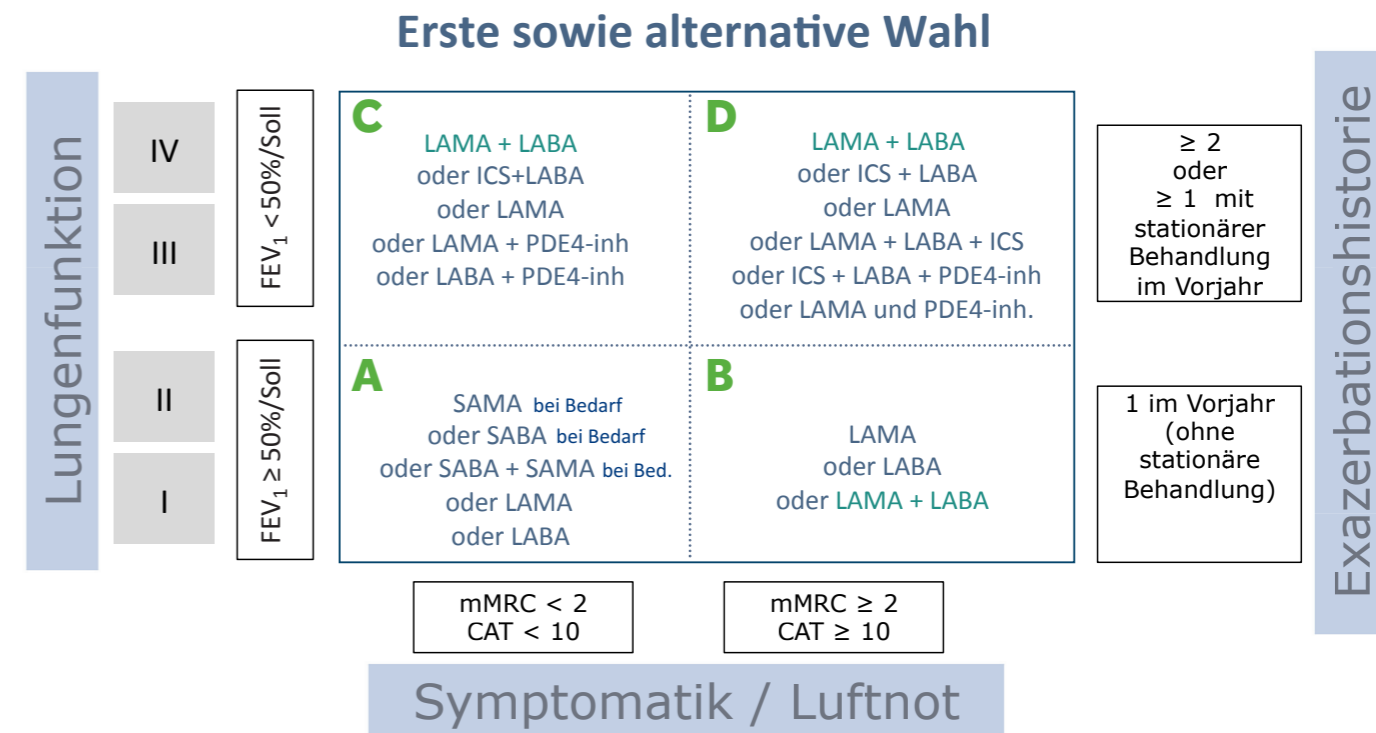 Erste sowie alternative Wahl
Lungenfunktion
IV
III
II
I
FEV₁ < 50%/Soll
FEV₁ ≥ 50%/Soll
C
LAMA + LABA
oder ICS+LABA
oder LAMA
oder LAMA + PDE4-inh
oder LABA + PDE4-inh
D
LAMA + LABA
oder ICS + LABA
oder LAMA
oder LAMA + LABA + ICS
oder ICS + LABA + PDE4-inh
oder LAMA und PDE4-inh.
A
SAMA bei Bedarf
oder SABA bei Bedarf
oder SABA + SAMA bei Bed.
oder LAMA
oder LABA
B
LAMA
oder LABA
oder LAMA + LABA
≥ 2
oder
≥ 1 mit
stationärer
Behandlung
im Vorjahr
1 im Vorjahr
(ohne
stationäre
Behandlung)
Exazerbationshistorie
mMRC < 2
CAT < 10
mMRC ≥ 2
CAT ≥ 10
Symptomatik / Luftnot